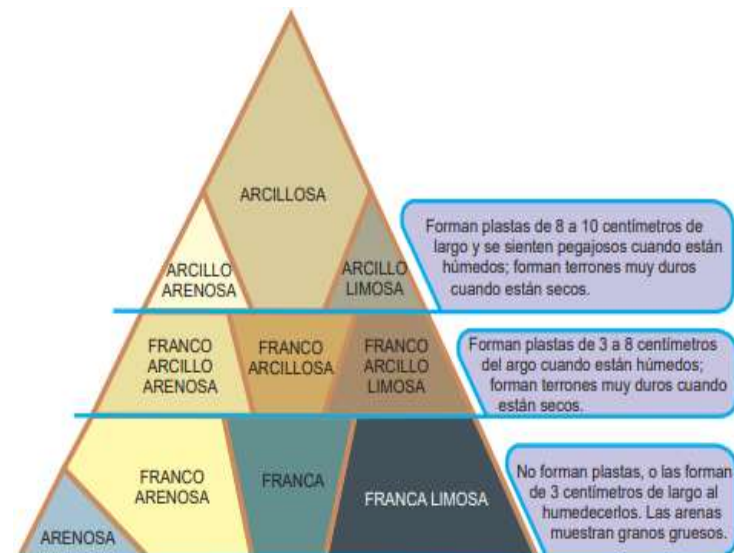 ARCILLOSA
ARCILLO
ARENOSA
ARCILLO
LIMOSA
Forman plastas de 8 a 10 centímetros de
largo y se sienten pegajosos cuando están
húmedos; forman terrones muy duros
cuando están secos.
FRANCO
ARCILLO
ARENOSA
FRANCO
ARCILLOSA
FRANCO
ARCILLO
LIMOSA
Forman plastas de 3 a 8 centímetros
del argo cuando están húmedos;
forman terrones muy duros cuando
están secos.
FRANCO
ARENOSA
FRANCA
FRANCA LIMOSA
ARENOSA
No forman plastas, o las forman
de 3 centímetros de largo al
humedecerlos. Las arenas
muestran granos gruesos.